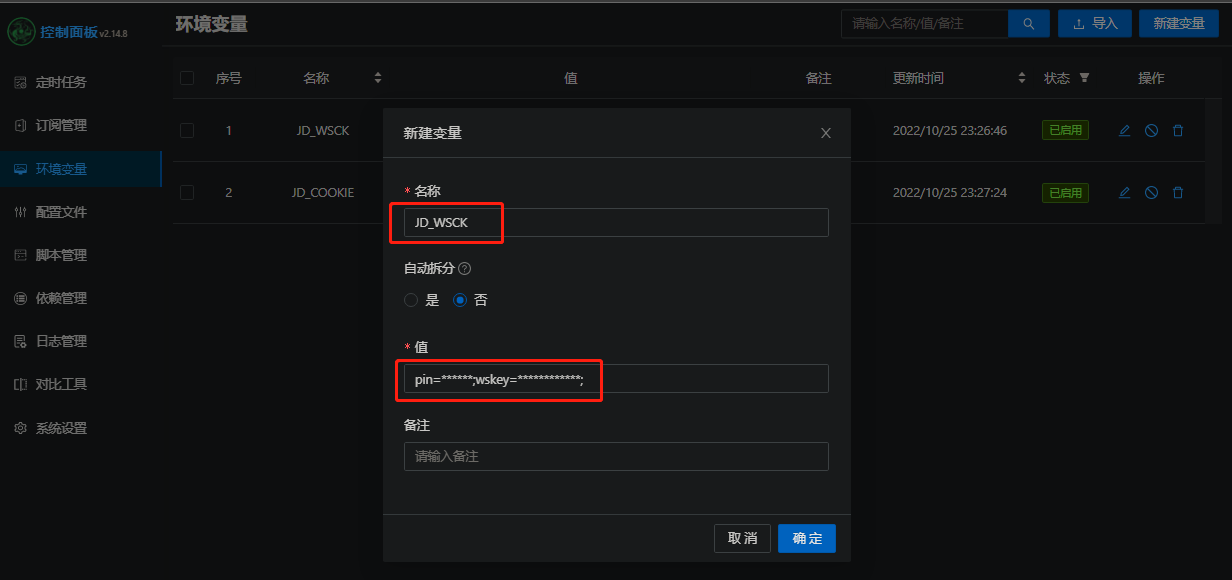 控制面板 v2.14.8
环境变量
请输入名称/值/备注
导入
新建变量
定时任务
订阅管理
环境变量
配置文件
脚本管理
依赖管理
日志管理
对比工具
系统设置
序号 名称 值 备注 更新时间 状态 操作
1 JD_WSCK 2022/10/25 23:26:46 已启用
2 JD_COOKIE 2022/10/25 23:27:24 已启用
新建变量
* 名称
JD_WSCK
自动拆分
是 否
* 值
pin=******;wskey=************;
备注
请输入备注
取 消 确 定